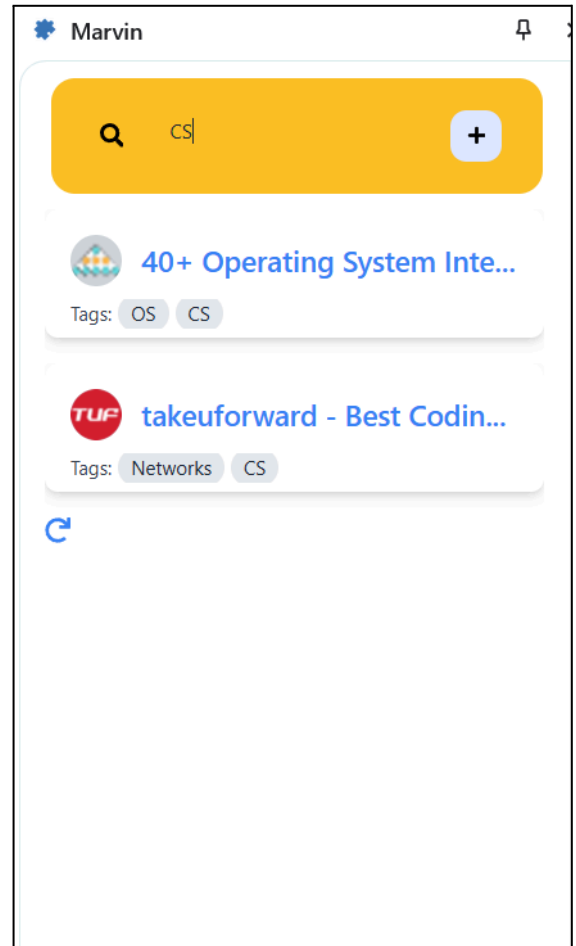 Marvin
CS
40+ Operating System Inte...
Tags: OS CS
TUF takeuforward - Best Codin...
Tags: Networks CS